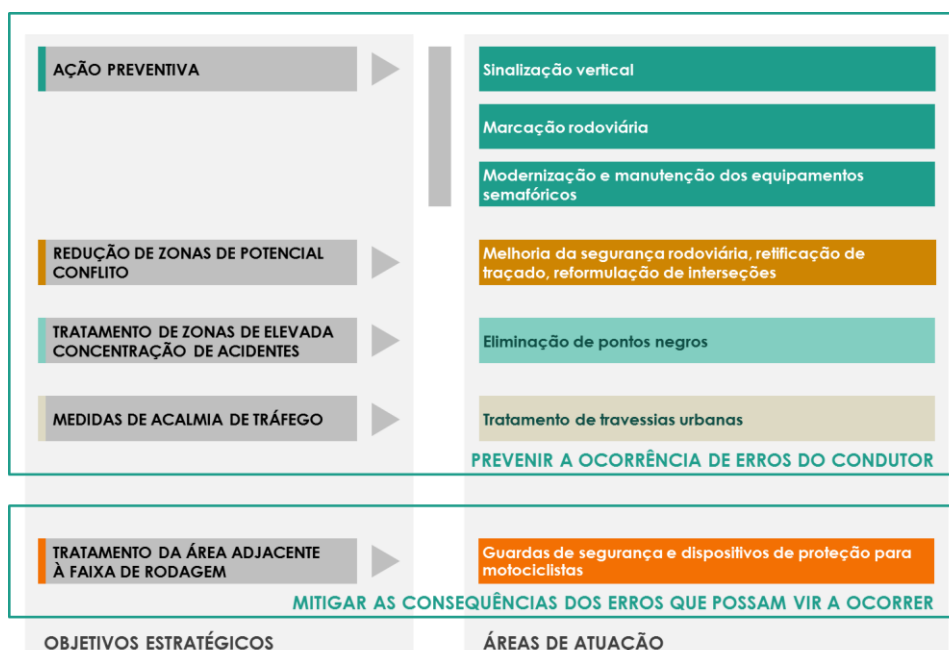 AÇÃO PREVENTIVA
Sinalização vertical
Marcação rodoviária
Modernização e manutenção dos equipamentos
semafóricos
REDUÇÃO DE ZONAS DE POTENCIAL
CONFLITO
Melhoria da segurança rodoviária, retificação de
traçado, reformulação de interseções
TRATAMENTO DE ZONAS DE ELEVADA
CONCENTRAÇÃO DE ACIDENTES
Eliminação de pontos negros
MEDIDAS DE ACALMIA DE TRÁFEGO
Tratamento de travessias urbanas
PREVENIR A OCORRÊNCIA DE ERROS DO CONDUTOR
TRATAMENTO DA ÁREA ADJACENTE
À FAIXA DE RODAGEM
Guardas de segurança e dispositivos de proteção para
motociclistas
MITIGAR AS CONSEQUÊNCIAS DOS ERROS QUE POSSAM VIR A OCORRER
OBJETIVOS ESTRATÉGICOS
ÁREAS DE ATUAÇÃO